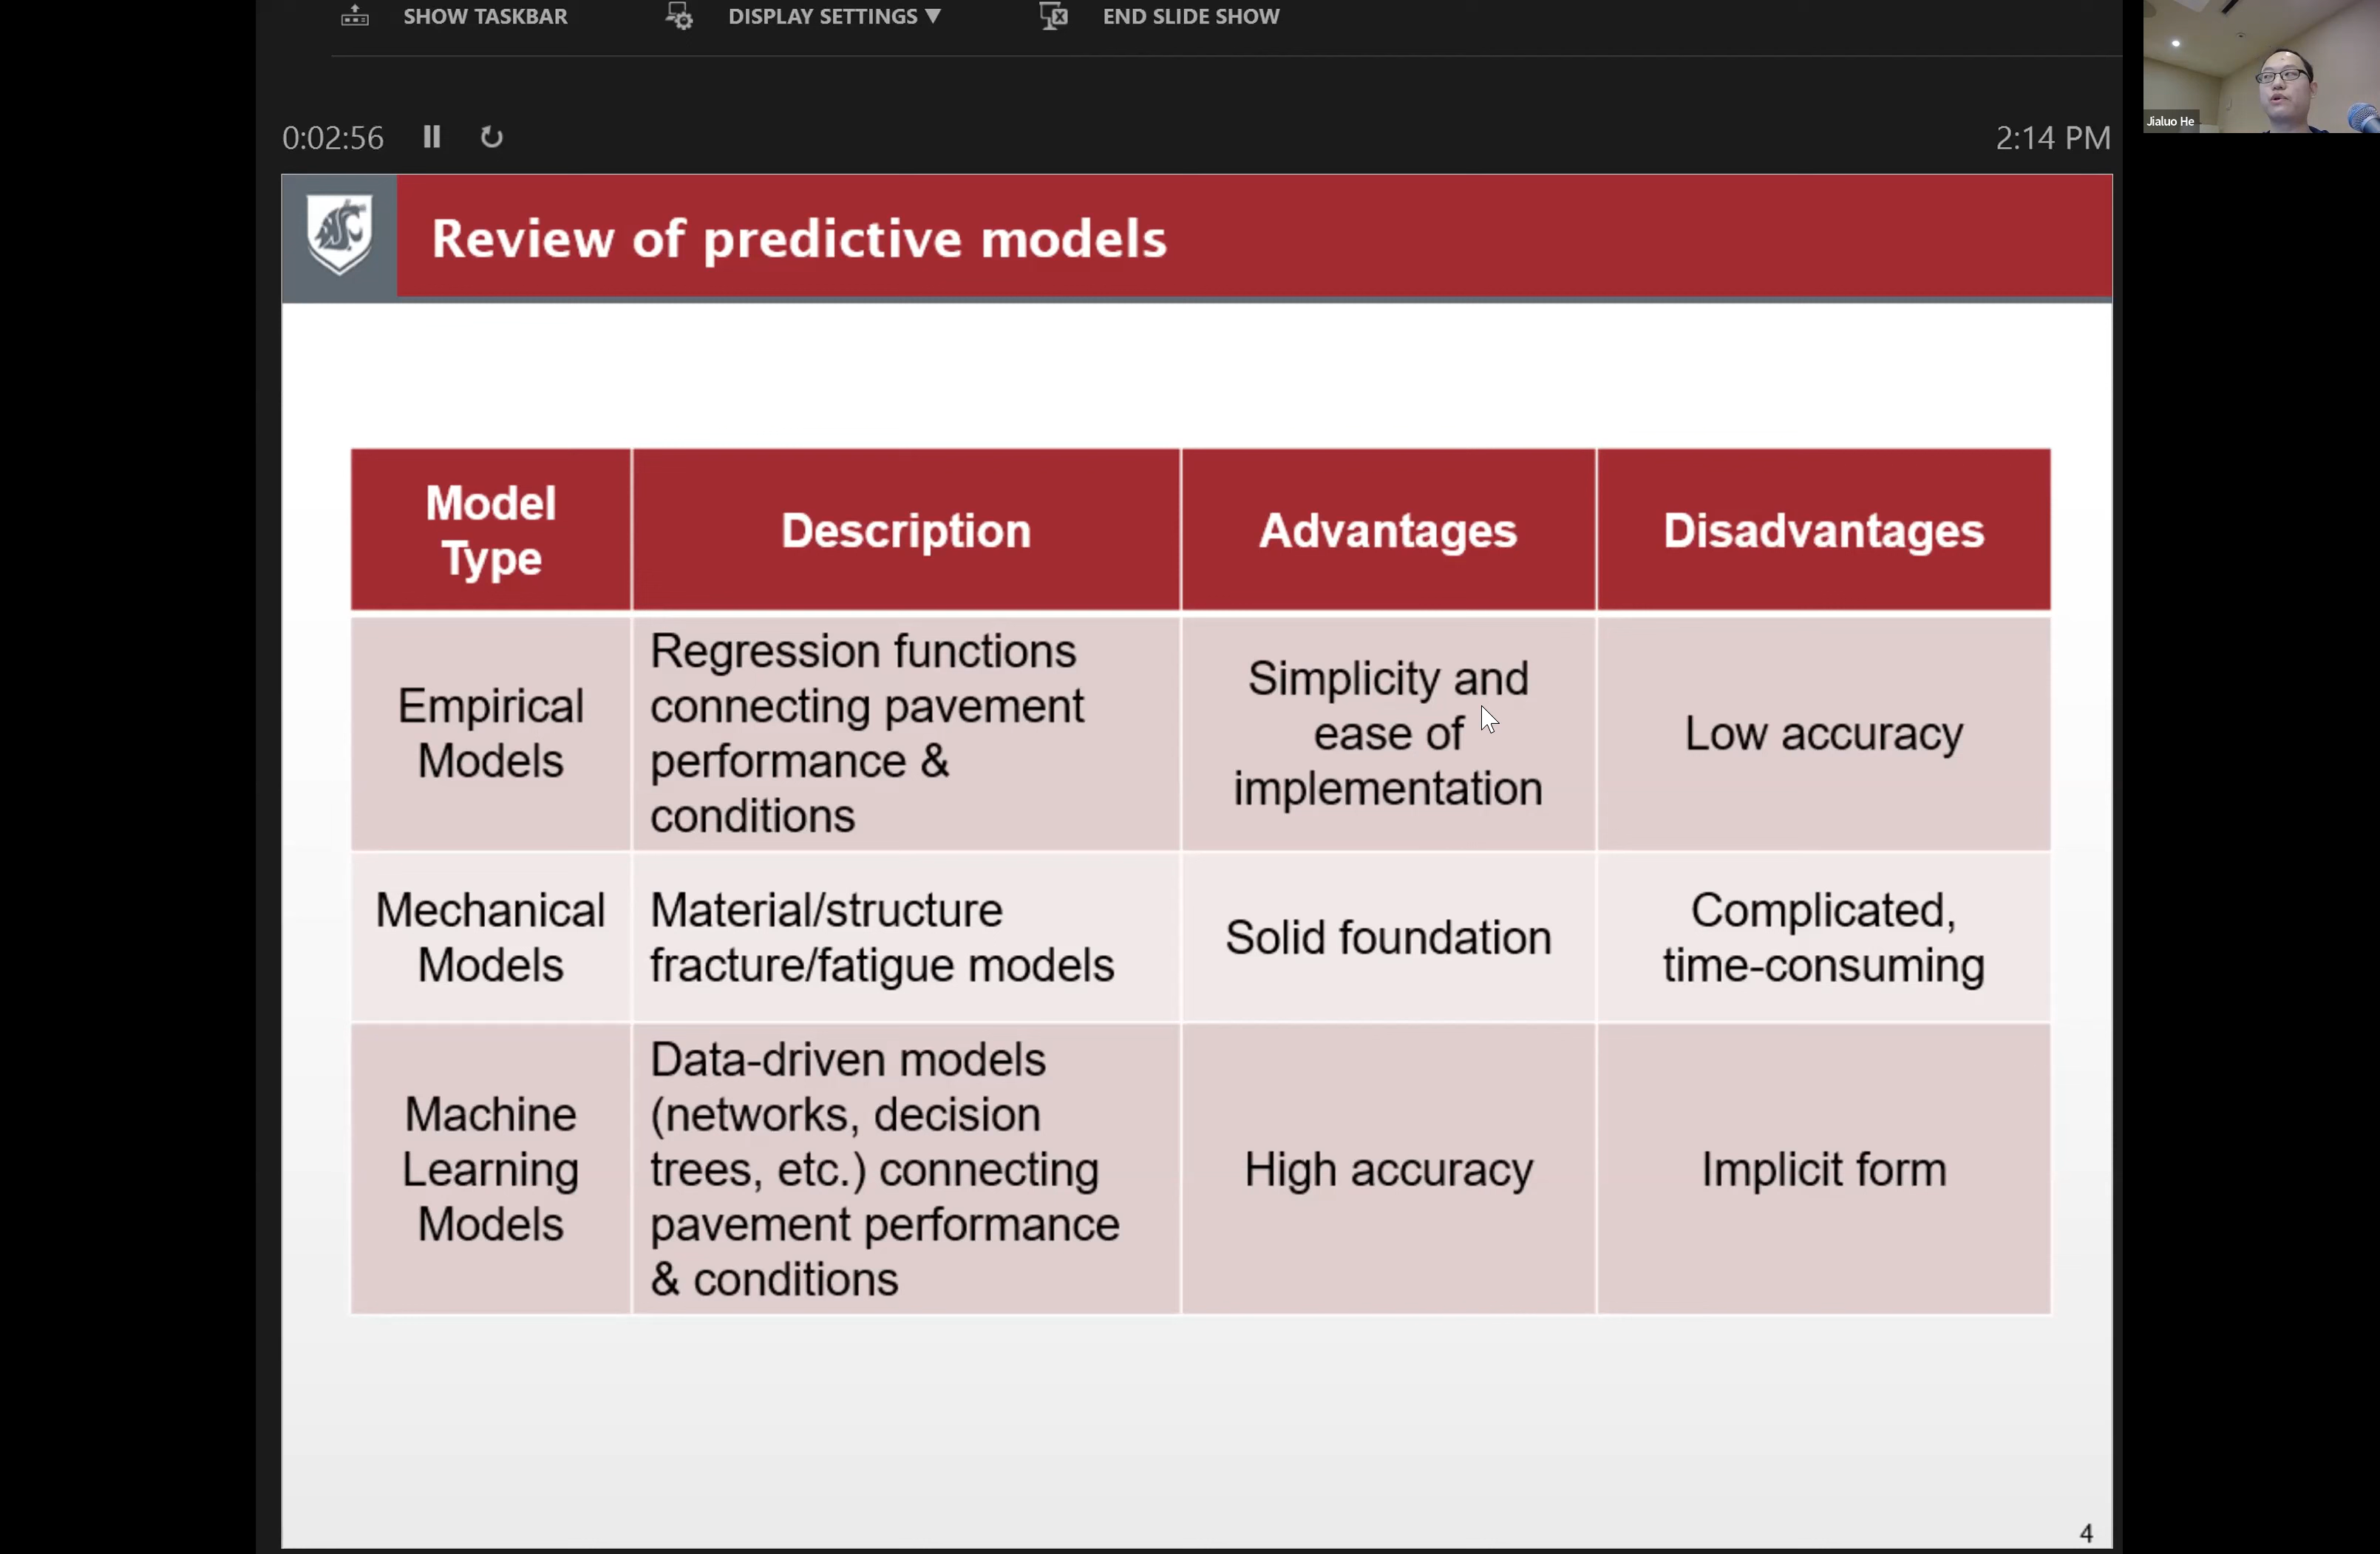 SHOW TASKBAR
DISPLAY SETTINGS ▼
END SLIDE SHOW
Jialuo He
0:02:56
2:14 PM
Review of predictive models
Model
Type
Description
Advantages
Disadvantages
Empirical
Models
Regression functions
connecting pavement
performance &
conditions
Simplicity and
ease of
implementation
Low accuracy
Mechanical
Models
Material/structure
fracture/fatigue models
Solid foundation
Complicated,
time-consuming
Machine
Learning
Models
Data-driven models
(networks, decision
trees, etc.) connecting
pavement performance
& conditions
High accuracy
Implicit form
4